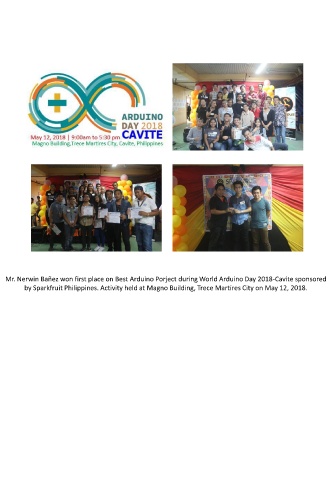 ARDUINO
DAY 2018
CAVITE
May 12, 2018 | 9:00am to 5:30 pm
Magno Building,Trece Martires City, Cavite, Philippines
Mr. Nerwin Bañez won first place on Best Arduino Porject during World Arduino Day 2018-Cavite sponsored
by Sparkfruit Philippines. Activity held at Magno Building, Trece Martires City on May 12, 2018.